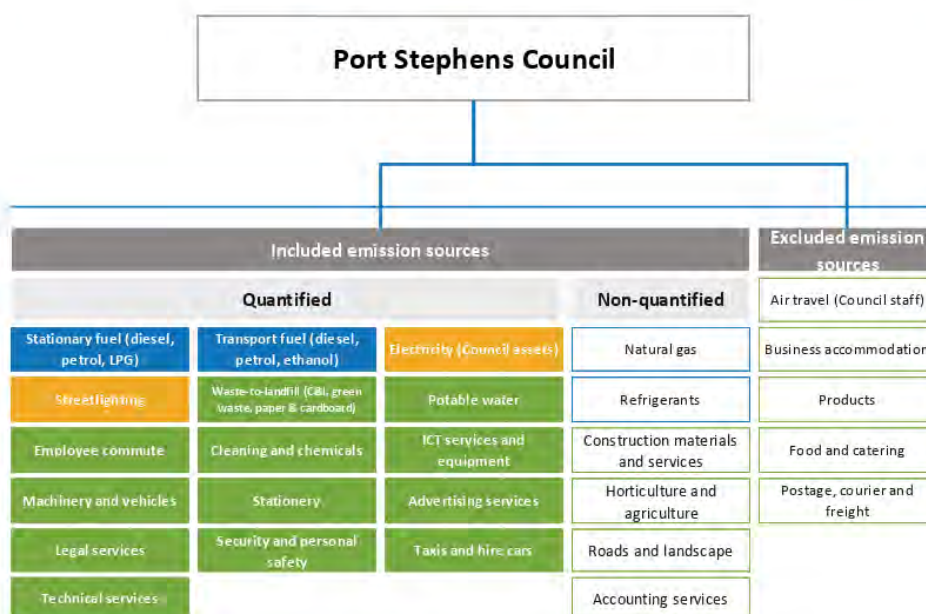 Port Stephens Council
Included emission sources
Excluded emission
sources
Quantified
Non-quantified
Air travel (Council staff)
Stationary fuel (diesel,
petrol, LPG)
Transport fuel (diesel,
petrol, ethanol)
Electricity (Council assets)
Natural gas
Business accommodation
Streetlighting
Waste-to-landfill (C&I, green
waste, paper & cardboard)
Potable water
Refrigerants
Products
Employee commute
Cleaning and chemicals
ICT services and
equipment
Construction materials
and services
Food and catering
Machinery and vehicles
Stationery
Advertising services
Horticulture and
agriculture
Postage, courier and
freight
Legal services
Security and personal
safety
Taxis and hire cars
Roads and landscape
Technical services
Accounting services